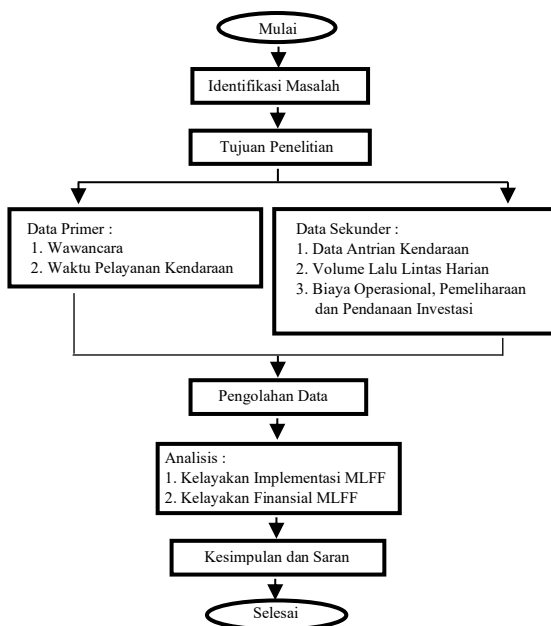 Mulai
Identifikasi Masalah
Tujuan Penelitian
Data Primer :
1. Wawancara
2. Waktu Pelayanan Kendaraan
Data Sekunder :
1. Data Antrian Kendaraan
2. Volume Lalu Lintas Harian
3. Biaya Operasional, Pemeliharaan
dan Pendanaan Investasi
Pengolahan Data
Analisis :
1. Kelayakan Implementasi MLFF
2. Kelayakan Finansial MLFF
Kesimpulan dan Saran
Selesai